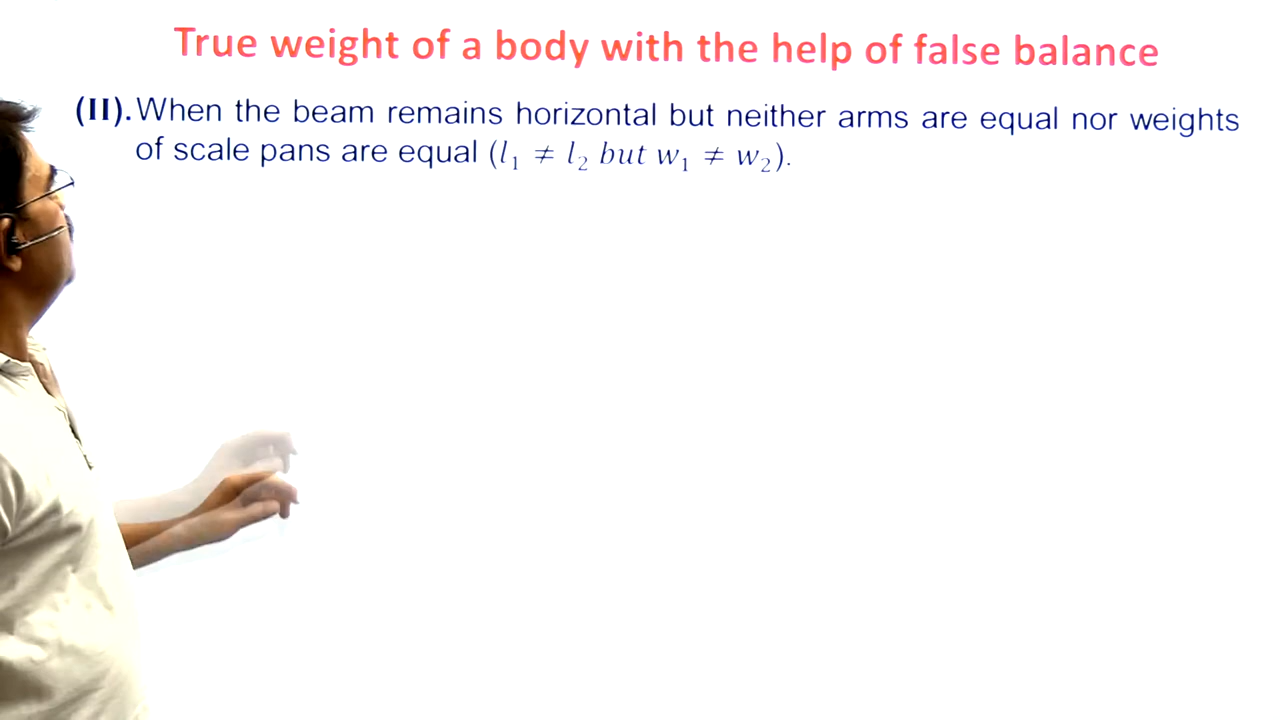 True weight of a body with the help of false balance
(II). When the beam remains horizontal but neither arms are equal nor weights
of scale pans are equal (l₁ ≠ l₂ but w₁ ≠ w₂).